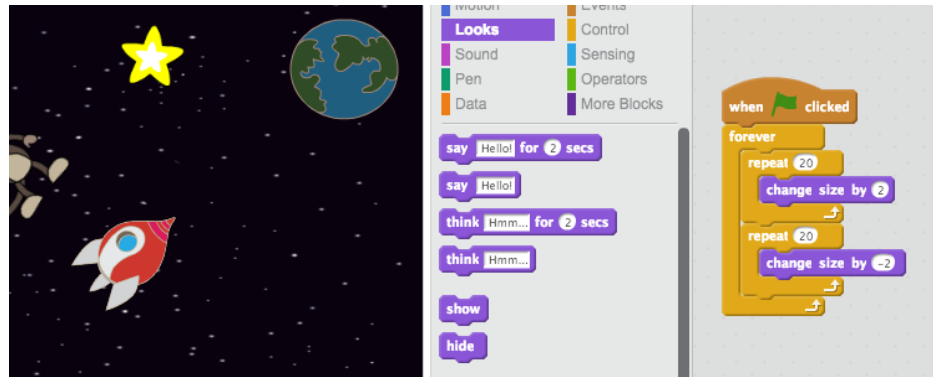 Motion Events
Looks Control
Sound Sensing
Pen Operators
Data More Blocks
say Hello! for 2 secs
say Hello!
think Hmm... for 2 secs
think Hmm...
show
hide
when clicked
forever
repeat 20
change size by 2
repeat 20
change size by -2